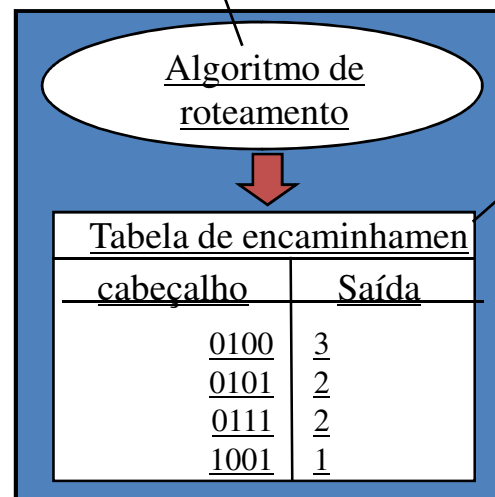 Algoritmo de
roteamento
Tabela de encaminhamen
cabeçalho Saída
0100 3
0101 2
0111 2
1001 1